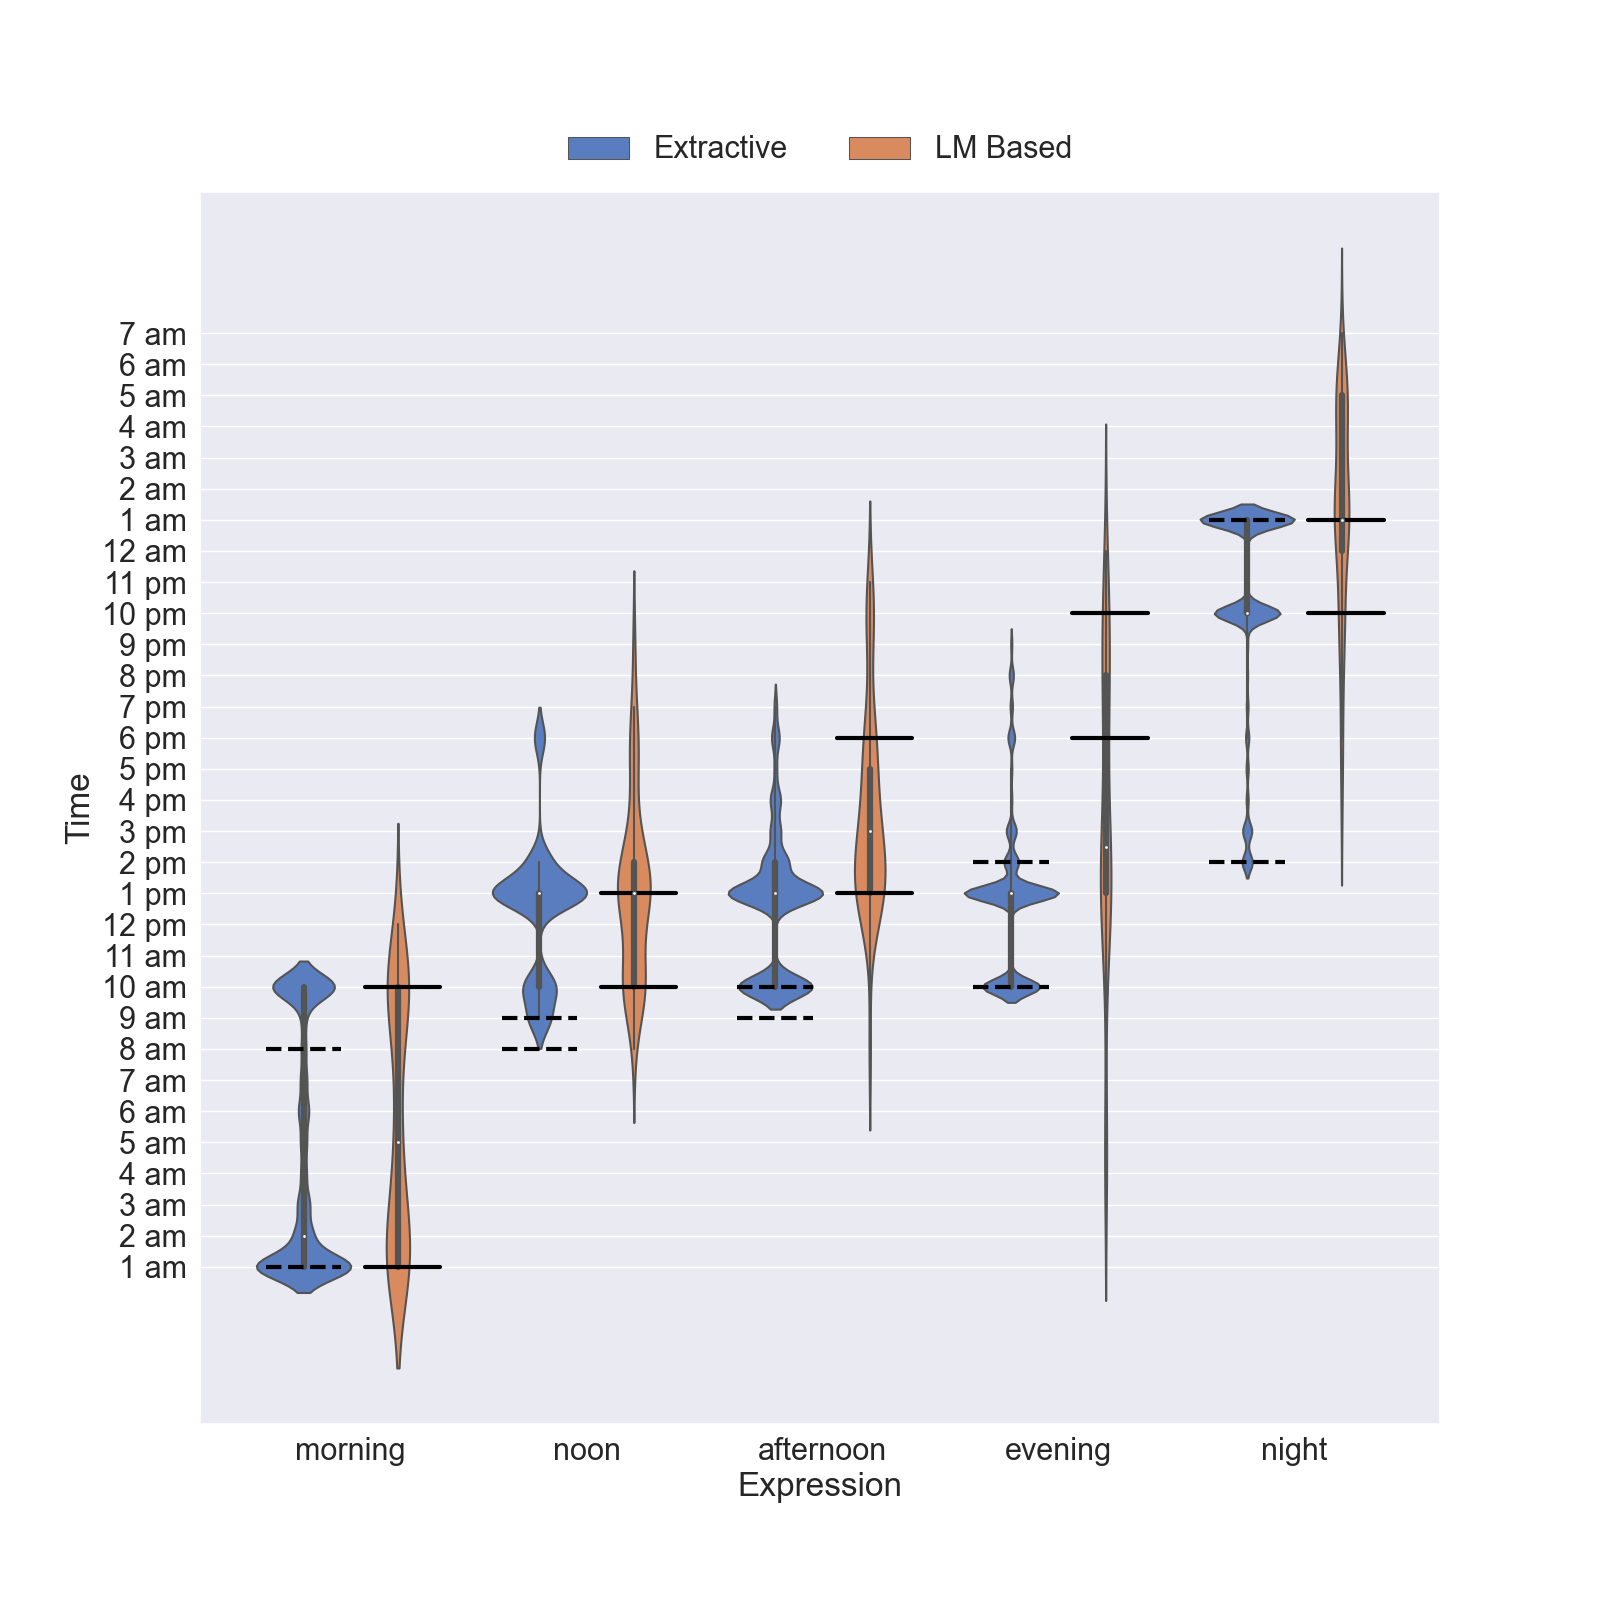 Extractive LM Based
7 am
6 am
5 am
4 am
3 am
2 am
1 am
12 am
11 pm
10 pm
9 pm
8 pm
7 pm
6 pm
5 pm
4 pm
3 pm
2 pm
1 pm
12 pm
11 am
10 am
9 am
8 am
7 am
6 am
5 am
4 am
3 am
2 am
1 am
Time
morning noon afternoon evening night
Expression